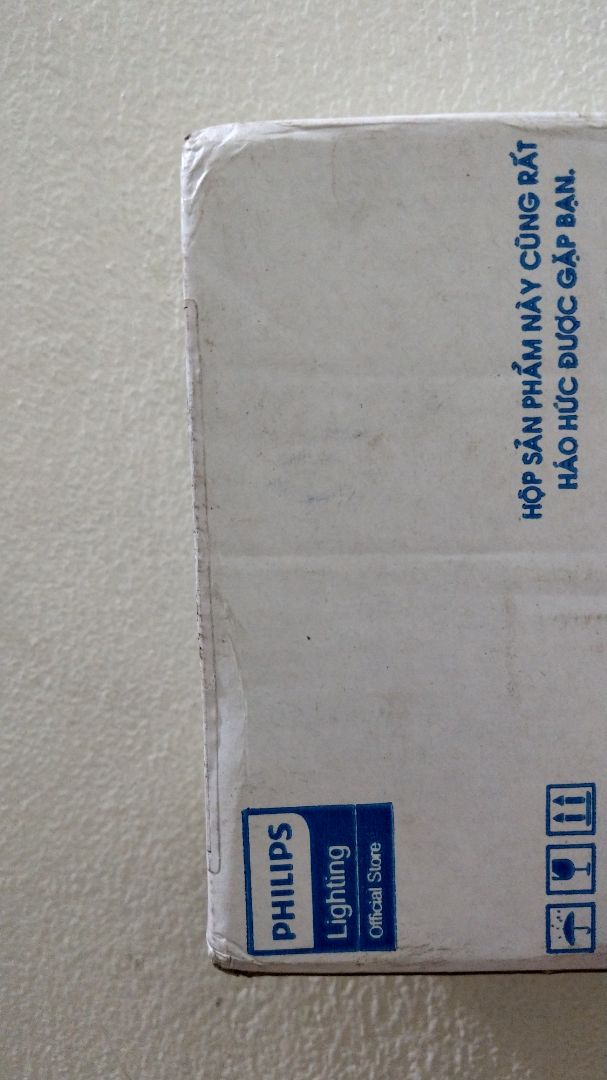 PHILIPS
Lighting
Official Store
HỘP SẢN PHẨM NÀY CŨNG RẤT
HÁO HỨC ĐƯỢC GẶP BẠN.